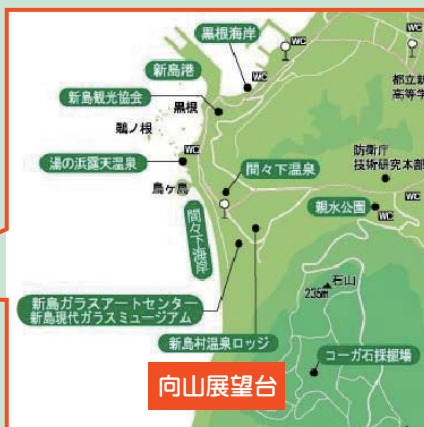 黒根海岸
WC
WC
新島港
WC
都立新
高等学
新島観光協会
黒根
鵜ノ根
防衛庁
技術研究本部
WC
湯の浜露天温泉
間々下温泉
WC
鳥ヶ島
親水公園
WC
間々下海岸
石山
236m
新島ガラスアートセンター
新島現代ガラスミュージアム
新島村温泉ロッジ
コーガ石採掘場
向山展望台